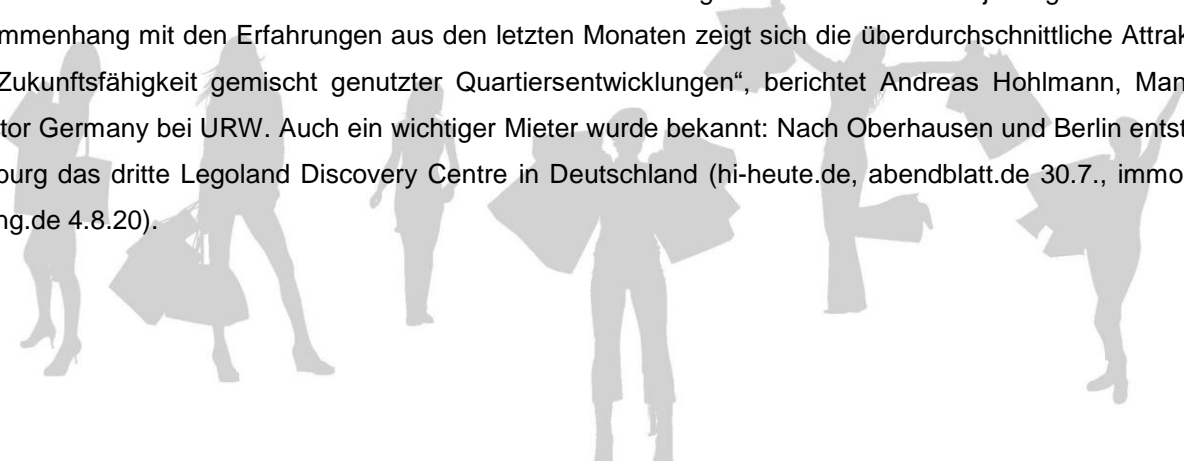 mmenhang mit den Erfahrungen aus den letzten Monaten zeigt sich die überdurchschnittliche Attrak
Zukunftsfähigkeit gemischt genutzter Quartiersentwicklungen“, berichtet Andreas Hohlmann, Man
tor Germany bei URW. Auch ein wichtiger Mieter wurde bekannt: Nach Oberhausen und Berlin entst
burg das dritte Legoland Discovery Centre in Deutschland (hi-heute.de, abendblatt.de 30.7., immo
ng.de 4.8.20).